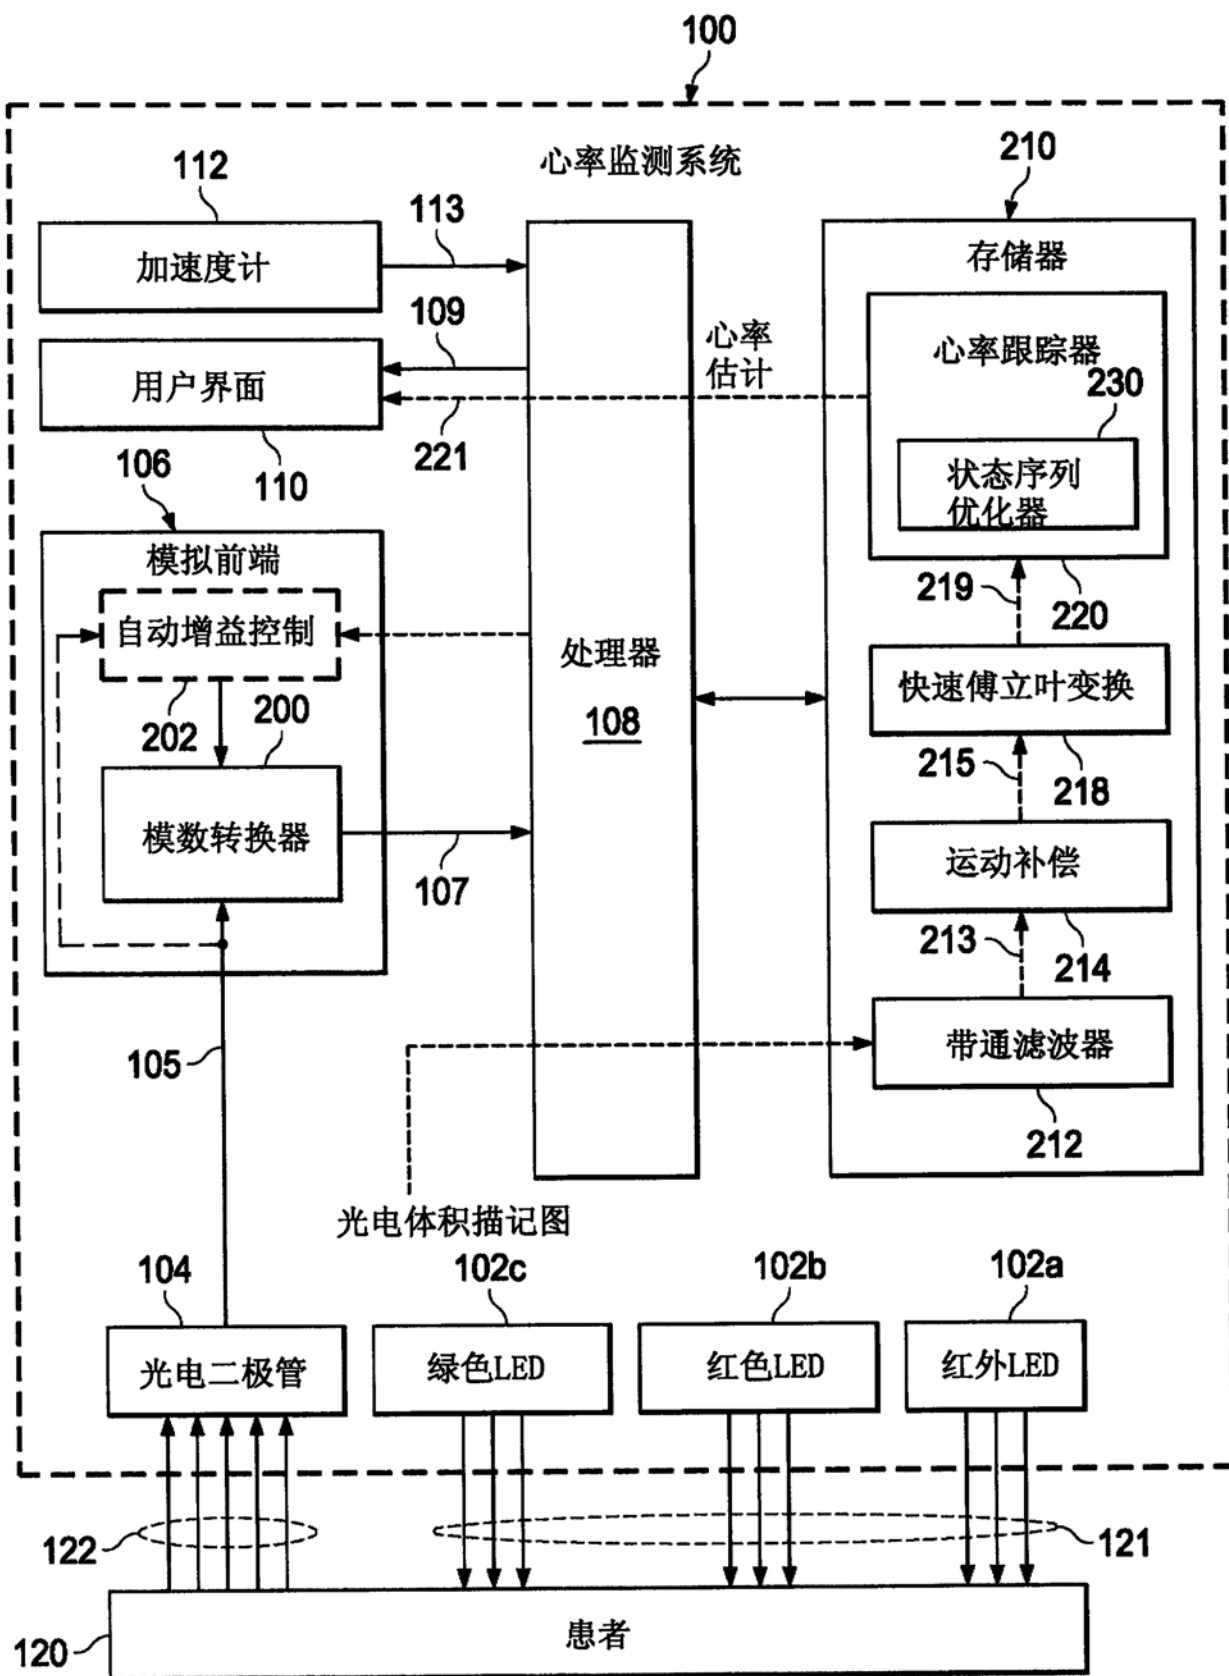 100
心率监测系统
112
113
加速度计
109
用户界面
110
221
心率
估计
106
模拟前端
自动增益控制
202
200
模数转换器
107
105
处理器
108
210
存储器
心率跟踪器
230
状态序列
优化器
219
220
快速傅立叶变换
215
218
运动补偿
213
214
带通滤波器
212
光电体积描记图
104
光电二极管
102c
绿色LED
102b
红色LED
102a
红外LED
122
121
120
患者